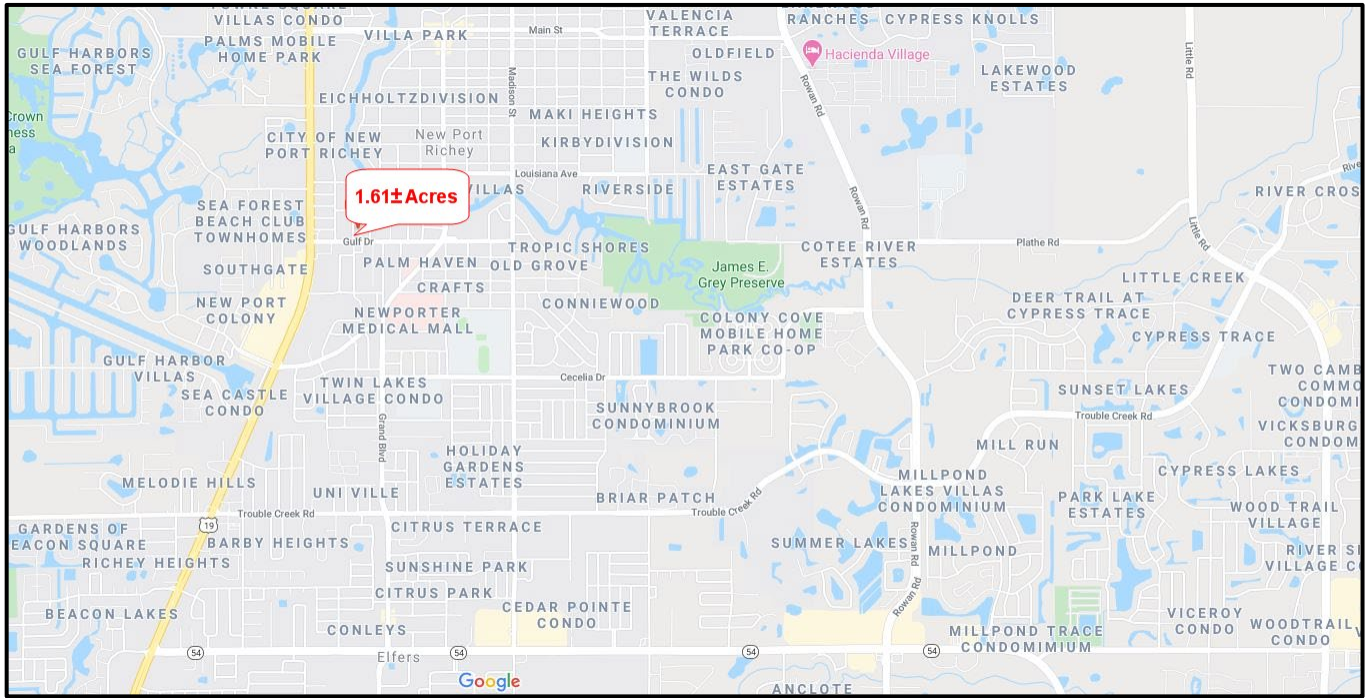 VILLAS CONDO
PALMS MOBILE
HOME PARK
VILLA PARK
Main St
VALENCIA
TERRACE
RANCHES
CYPRESS KNOLLS
Hacienda Village
OLDFIELD
GULF HARBORS
SEA FOREST
THE WILDS
CONDO
LAKEWOOD
ESTATES
Little Rd
Rowan Rd
Madison St
EICHHOLTZDIVISION
MAKI HEIGHTS
CITY OF NEW
PORT RICHEY
New Port
Richey
KIRBYDIVISION
Louisiana Ave
EAST GATE
ESTATES
1.61± Acres
VILLAS
RIVERSIDE
RIVER CROS
SEA FOREST
BEACH CLUB
TOWNHOMES
GULF HARBORS
WOODLANDS
Rowan Rd
Little Rd
Gulf Dr
TROPIC SHORES
COTEE RIVER
ESTATES
Plathe Rd
SOUTHGATE
PALM HAVEN
OLD GROVE
James E.
Grey Preserve
LITTLE CREEK
CRAFTS
NEW PORT
COLONY
CONNIEWOOD
DEER TRAIL AT
CYPRESS TRACE
NEWPORTER
MEDICAL MALL
COLONY COVE
MOBILE HOME
PARK CO-OP
CYPRESS TRACE
GULF HARBOR
VILLAS
SEA CASTLE
CONDO
TWIN LAKES
VILLAGE CONDO
Cecelia Dr
TWO CAMB
COMMO
CONDOMI
SUNSET LAKES
Trouble Creek Rd
SUNNYBROOK
CONDOMINIUM
Grand Blvd
VICKSBURG
CONDOM
MILL RUN
HOLIDAY
GARDENS
ESTATES
MELODIE HILLS
UNI VILLE
BRIAR PATCH
MILLPOND
LAKES VILLAS
CONDOMINIUM
CYPRESS LAKES
PARK LAKE
ESTATES
WOOD TRAIL
VILLAGE
Trouble Creek Rd
Trouble Creek Rd
19
CITRUS TERRACE
GARDENS OF
EACON SQUARE
BARBY HEIGHTS
RICHEY HEIGHTS
SUMMER LAKES
Rowan Rd
MILLPOND
RIVER SI
VILLAGE CO
SUNSHINE PARK
CITRUS PARK
Rowan Rd
BEACON LAKES
CEDAR POINTE
CONDO
CONLEYS
VICEROY
CONDO
WOODTRAIL
CONDO
MILLPOND TRACE
CONDOMIMIUM
54
54
54
54
Elfers
Google
ANCLOTE